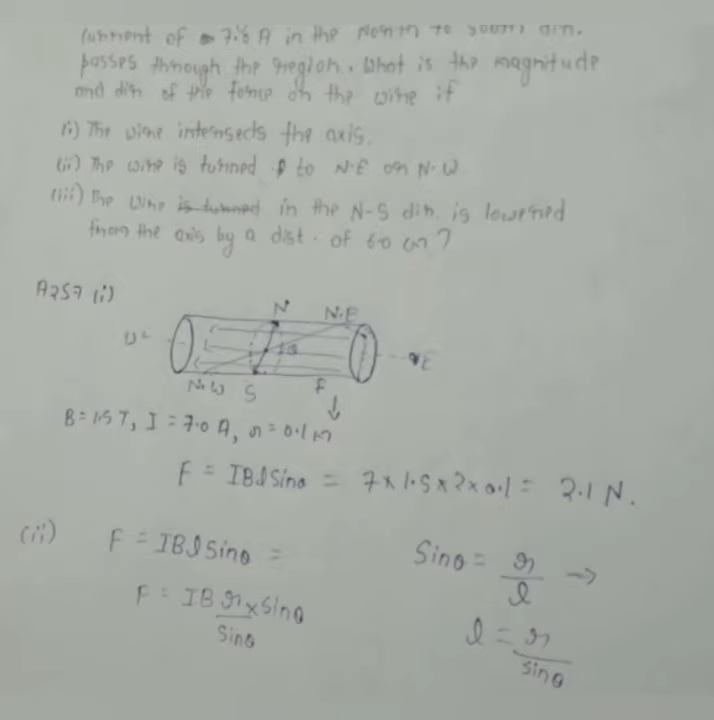 current of 7.0 A in the North to South dirn.
passes through the region. What is the magnitude
and dirn of the force on the wire if
(i) The wire intersects the axis.
(ii) The wire is turned to N-E or N-W
(iii) The wire is turned in the N-S dirn. is lowered
from the axis by a dist. of 6.0 cm?
A257 (i)
N N.E
W
E
N.W S F
B = 1.5 T, I = 7.0 A, r = 0.1 m
F = IBl Sinθ = 7 x 1.5 x 2 x 0.1 = 2.1 N.
(ii) F = IBl Sinθ = Sinθ = r/l →
F = IB r/Sinθ x Sinθ l = r/sinθ